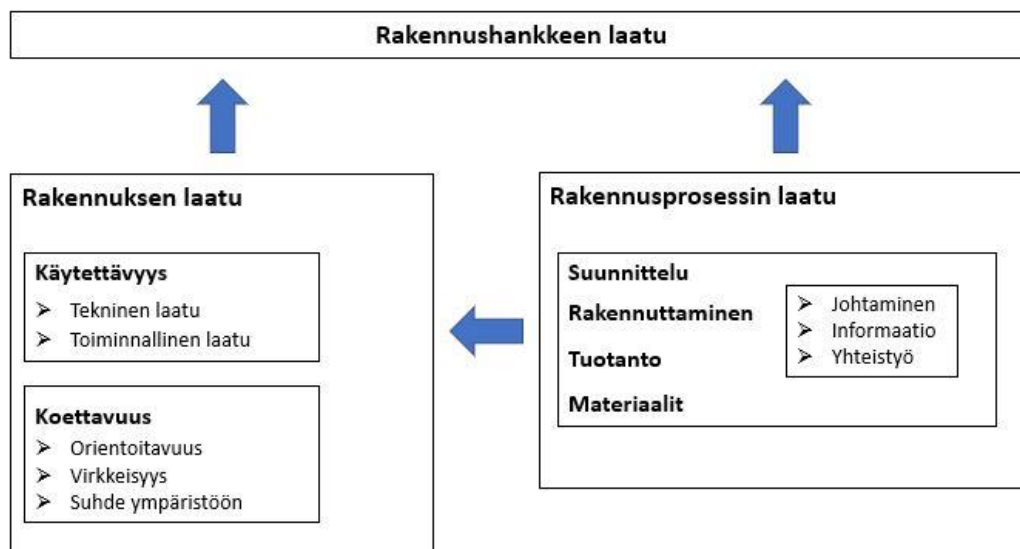 Rakennushankkeen laatu
Rakennuksen laatu
Käytettävyys
➢ Tekninen laatu
➢ Toiminnallinen laatu
Koettavuus
➢ Orientoitavuus
➢ Virkkeisyys
➢ Suhde ympäristöön
Rakennusprosessin laatu
Suunnittelu
Rakennuttaminen
Tuotanto
Materiaalit
➢ Johtaminen
➢ Informaatio
➢ Yhteistyö